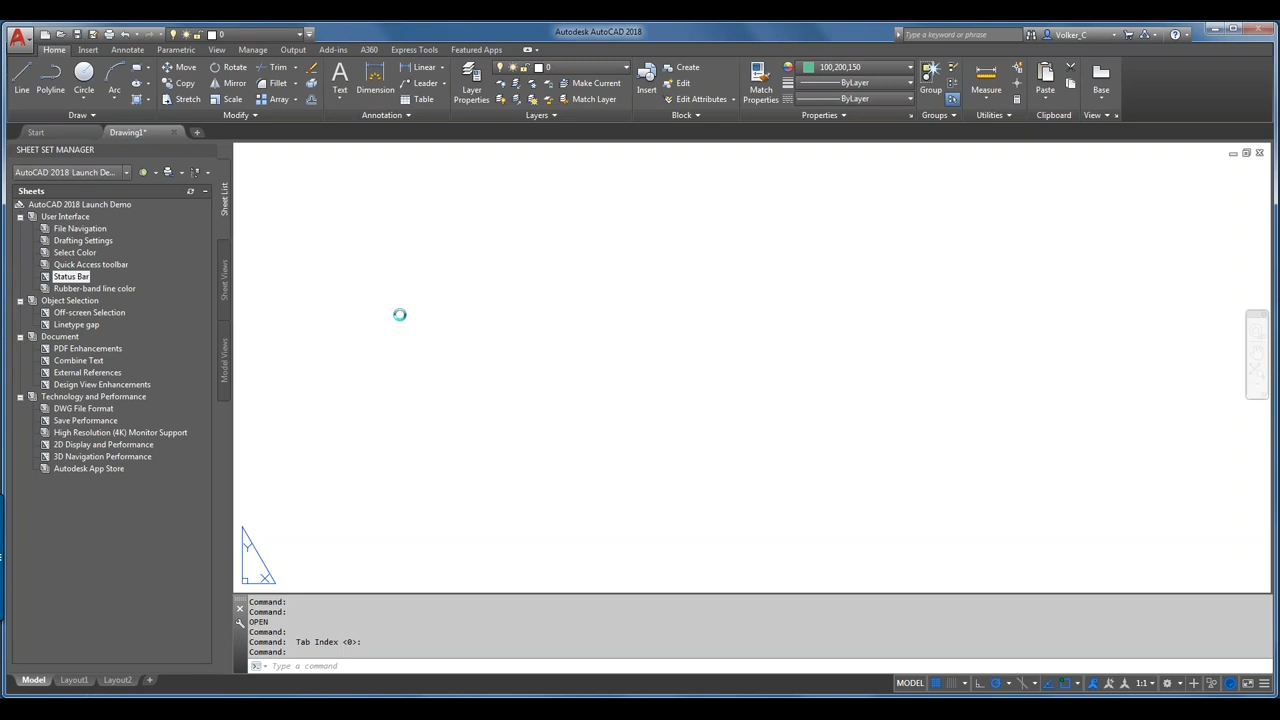 Autodesk AutoCAD 2018
Type a keyword or phrase
Volker_C
0
Home Insert Annotate Parametric View Manage Output Add-ins A360 Express Tools Featured Apps
Line Polyline Circle Arc
Move Rotate Trim
Copy Mirror Fillet
Stretch Scale Array
Text Dimension
Linear
Leader
Table
Layer Properties
0
Make Current
Match Layer
Insert
Create
Edit
Edit Attributes
Match Properties
100,200,150
ByLayer
ByLayer
Group
Measure
Paste
Base
Draw Modify Annotation Layers Block Properties Groups Utilities Clipboard View
Start Drawing1*
SHEET SET MANAGER
AutoCAD 2018 Launch De...
Sheets
AutoCAD 2018 Launch Demo
User Interface
File Navigation
Drafting Settings
Select Color
Quick Access toolbar
Status Bar
Rubber-band line color
Object Selection
Off-screen Selection
Linetype gap
Document
PDF Enhancements
Combine Text
External References
Design View Enhancements
Technology and Performance
DWG File Format
Save Performance
High Resolution (4K) Monitor Support
2D Display and Performance
3D Navigation Performance
Autodesk App Store
Sheet List
Sheet Views
Model Views
Y
X
Command:
Command:
OPEN
Command:
Command:  Tab Index <0>:
Command:
Type a command
Model Layout1 Layout2
MODEL
1:1